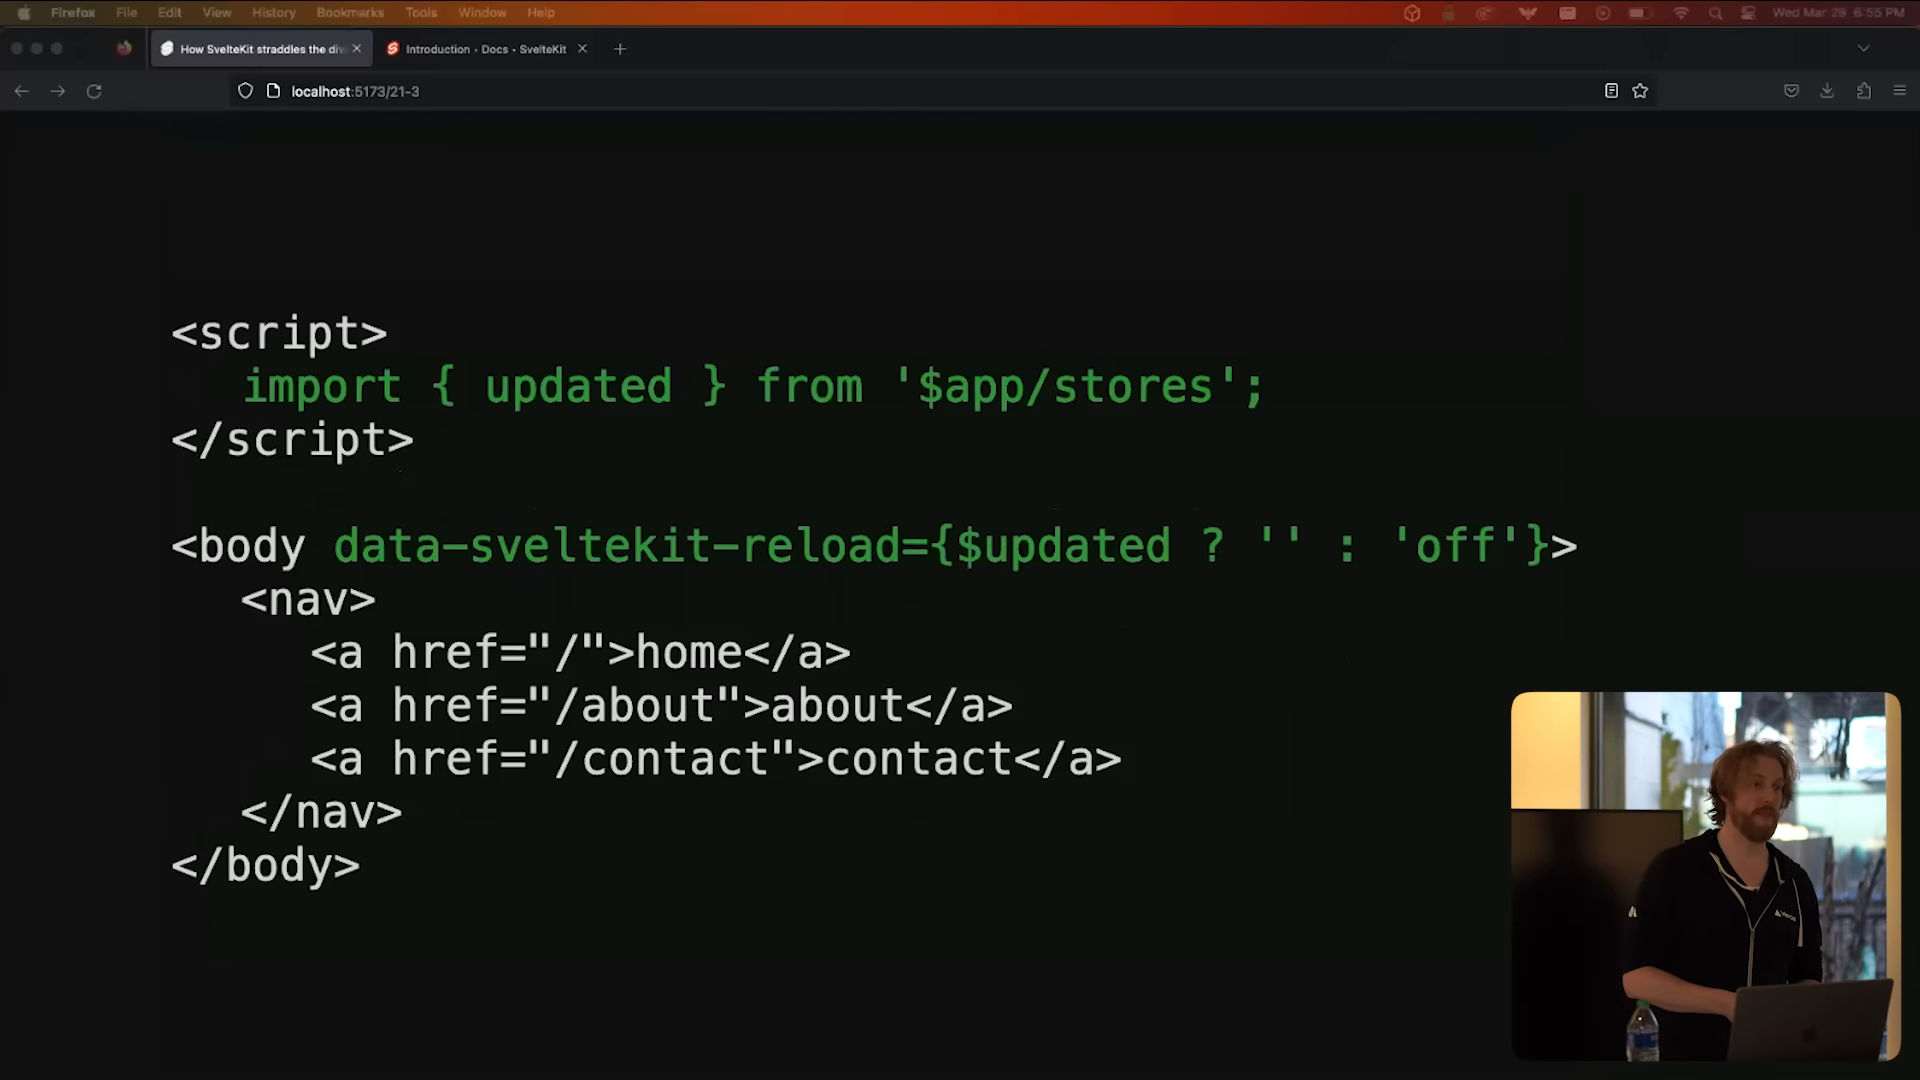 Firefox File Edit View History Bookmarks Tools Window Help Wed Mar 29 6:55 PM
How SvelteKit straddles the div
Introduction • Docs • SvelteKit
localhost:5173/21-3
<script>
import { updated } from '$app/stores';
</script>
<body data-sveltekit-reload={$updated ? '' : 'off'}>
<nav>
<a href="/">home</a>
<a href="/about">about</a>
<a href="/contact">contact</a>
</nav>
</body>